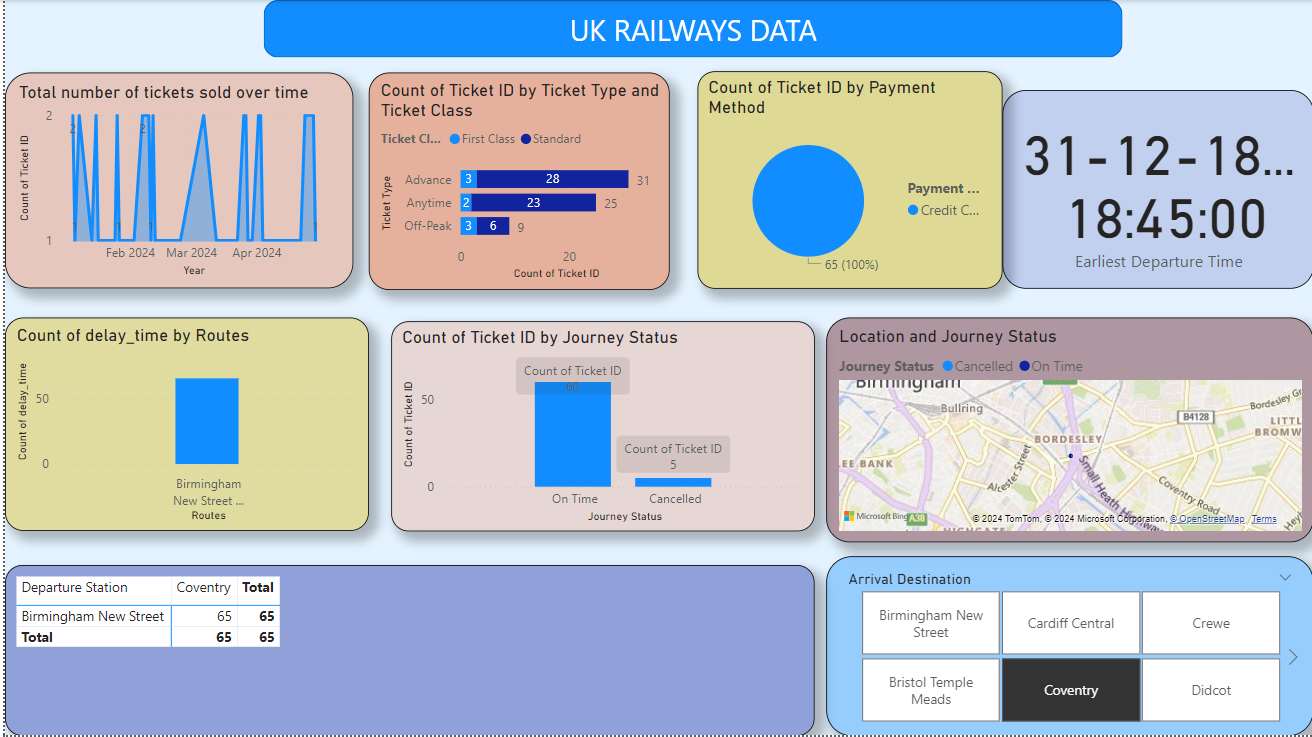 UK RAILWAYS DATA
Total number of tickets sold over time
Count of Ticket ID
2
1
2
2
1
1
1
1
Feb 2024
Mar 2024
Apr 2024
Year
Count of Ticket ID by Ticket Type and
Ticket Class
Ticket Cl...
First Class
Standard
Ticket Type
Advance
3
28
31
Anytime
2
23
25
Off-Peak
3
6
9
0
20
Count of Ticket ID
Count of Ticket ID by Payment
Method
Payment ...
Credit C...
65 (100%)
31-12-18...
18:45:00
Earliest Departure Time
Count of delay_time by Routes
Count of delay_time
50
0
Birmingham
New Street ...
Routes
Count of Ticket ID by Journey Status
Count of Ticket ID
50
0
Count of Ticket ID
60
Count of Ticket ID
5
On Time
Cancelled
Journey Status
Location and Journey Status
Journey Status
Cancelled
On Time
Birmingham
Bullring
B4128
Bordesley Gr
LITTL
BROMW
BORDESLEY
EE BANK
Alcester Street
Small Heath Highway
Coventry Road
Microsoft Bing
A38
HIGHGATE
© 2024 TomTom, © 2024 Microsoft Corporation, © OpenStreetMap Terms
Departure Station Coventry Total
Birmingham New Street 65 65
Total 65 65
Arrival Destination
Birmingham New
Street
Cardiff Central
Crewe
Bristol Temple
Meads
Coventry
Didcot